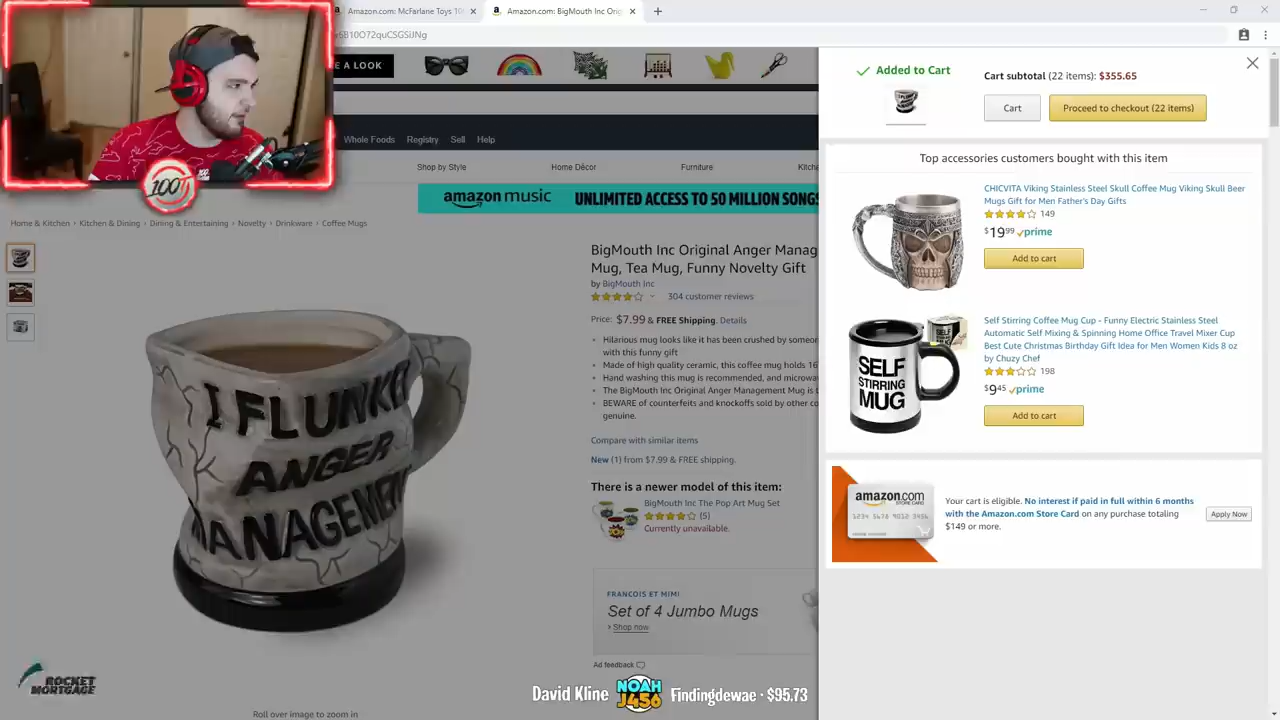 Amazon.com: McFarlane Toys 10
Amazon.com: BigMouth Inc Orig
E A LOOK
Added to Cart
Cart subtotal (22 items): $355.65
Cart
Proceed to checkout (22 items)
Whole Foods Registry Sell Help
Shop by Style Home Décor Furniture Kitche
amazon music UNLIMITED ACCESS TO 50 MILLION SONGS
100
Home & Kitchen › Kitchen & Dining › Dining & Entertaining › Novelty › Drinkware › Coffee Mugs
BigMouth Inc Original Anger Manag
Mug, Tea Mug, Funny Novelty Gift
by BigMouth Inc
304 customer reviews
Price: $7.99 & FREE Shipping. Details
• Hilarious mug looks like it has been crushed by someon
with this funny gift
• Made of high quality ceramic, this coffee mug holds 16
• Hand washing this mug is recommended, and microwa
• The BigMouth Inc Original Anger Management Mug is t
• BEWARE of counterfeits and knockoffs sold by other co
genuine.
Compare with similar items
New (1) from $7.99 & FREE shipping.
There is a newer model of this item:
BigMouth Inc The Pop Art Mug Set
(5)
Currently unavailable.
FRANCOIS ET MIMI
Set of 4 Jumbo Mugs
› Shop now
Ad feedback
I FLUNKED
ANGER
MANAGEMENT
Roll over image to zoom in
ROCKET
MORTGAGE
David Kline NOAH J456 Findingdewae · $95.73
Top accessories customers bought with this item
CHICVITA Viking Stainless Steel Skull Coffee Mug Viking Skull Beer
Mugs Gift for Men Father's Day Gifts
149
$19.99 prime
Add to cart
Self Stirring Coffee Mug Cup - Funny Electric Stainless Steel
Automatic Self Mixing & Spinning Home Office Travel Mixer Cup
Best Cute Christmas Birthday Gift Idea for Men Women Kids 8 oz
by Chuzy Chef
198
$9.45 prime
Add to cart
SELF
STIRRING
MUG
amazon.com
STORE CARD
1234 5678 9012 3456
Your cart is eligible. No interest if paid in full within 6 months
with the Amazon.com Store Card on any purchase totaling
$149 or more.
Apply Now